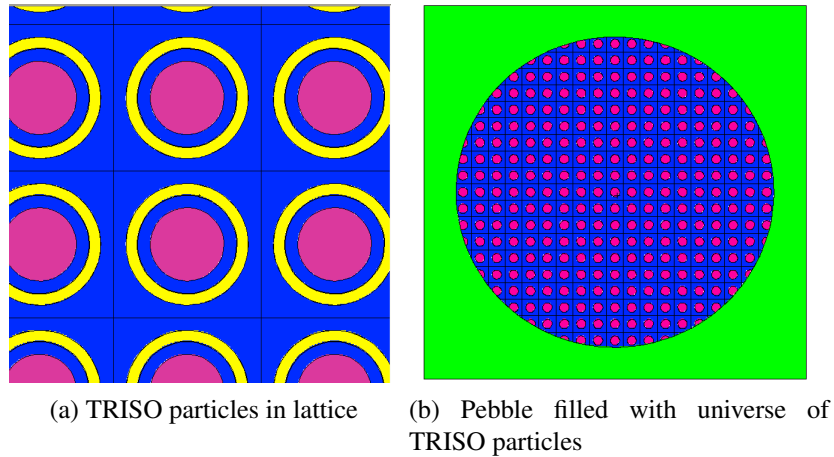 (a) TRISO particles in lattice
(b) Pebble filled with universe of
TRISO particles